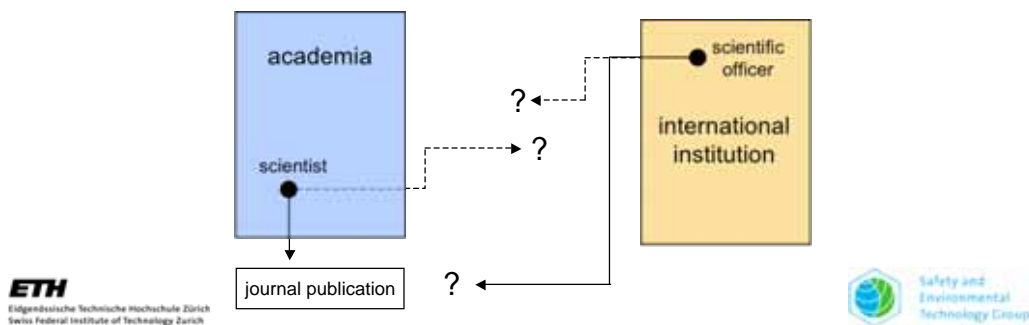 academia
scientific
officer
?
?
international
institution
scientist
journal publication
?
ETH
Eidgenössische Technische Hochschule Zürich
Swiss Federal Institute of Technology Zurich
Safety and
Environmental
Technology Group